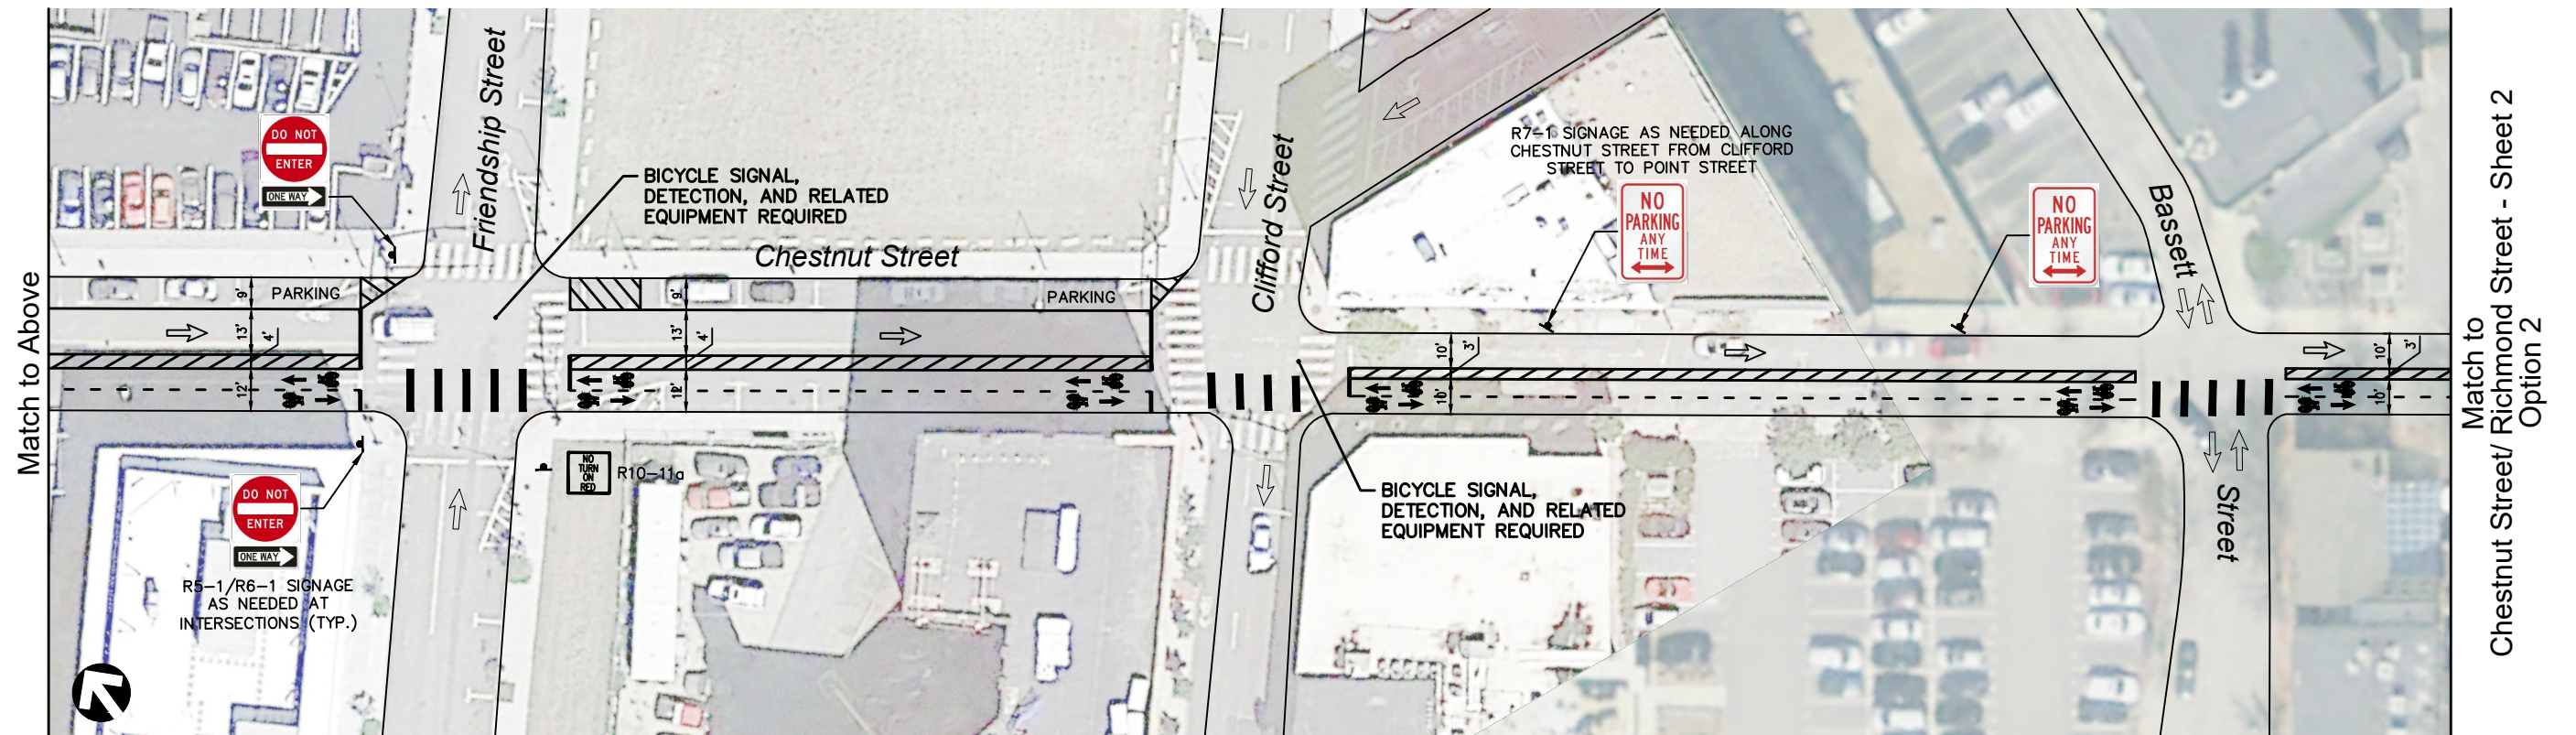 Match to Above
DO NOT
ENTER
ONE WAY
Friendship Street
BICYCLE SIGNAL,
DETECTION, AND RELATED
EQUIPMENT REQUIRED
Chestnut Street
Clifford Street
R7-1 SIGNAGE AS NEEDED ALONG
CHESTNUT STREET FROM CLIFFORD
STREET TO POINT STREET
NO
PARKING
ANY
TIME
NO
PARKING
ANY
TIME
Bassett
Street
9'
PARKING
13'
4'
12'
9'
PARKING
13'
4'
12'
10'
3'
10'
10'
3'
10'
DO NOT
ENTER
ONE WAY
R5-1/R6-1 SIGNAGE
AS NEEDED AT
INTERSECTIONS (TYP.)
NO
TURN
ON
RED
R10-11a
BICYCLE SIGNAL,
DETECTION, AND RELATED
EQUIPMENT REQUIRED
Match to
Chestnut Street/ Richmond Street - Sheet 2
Option 2